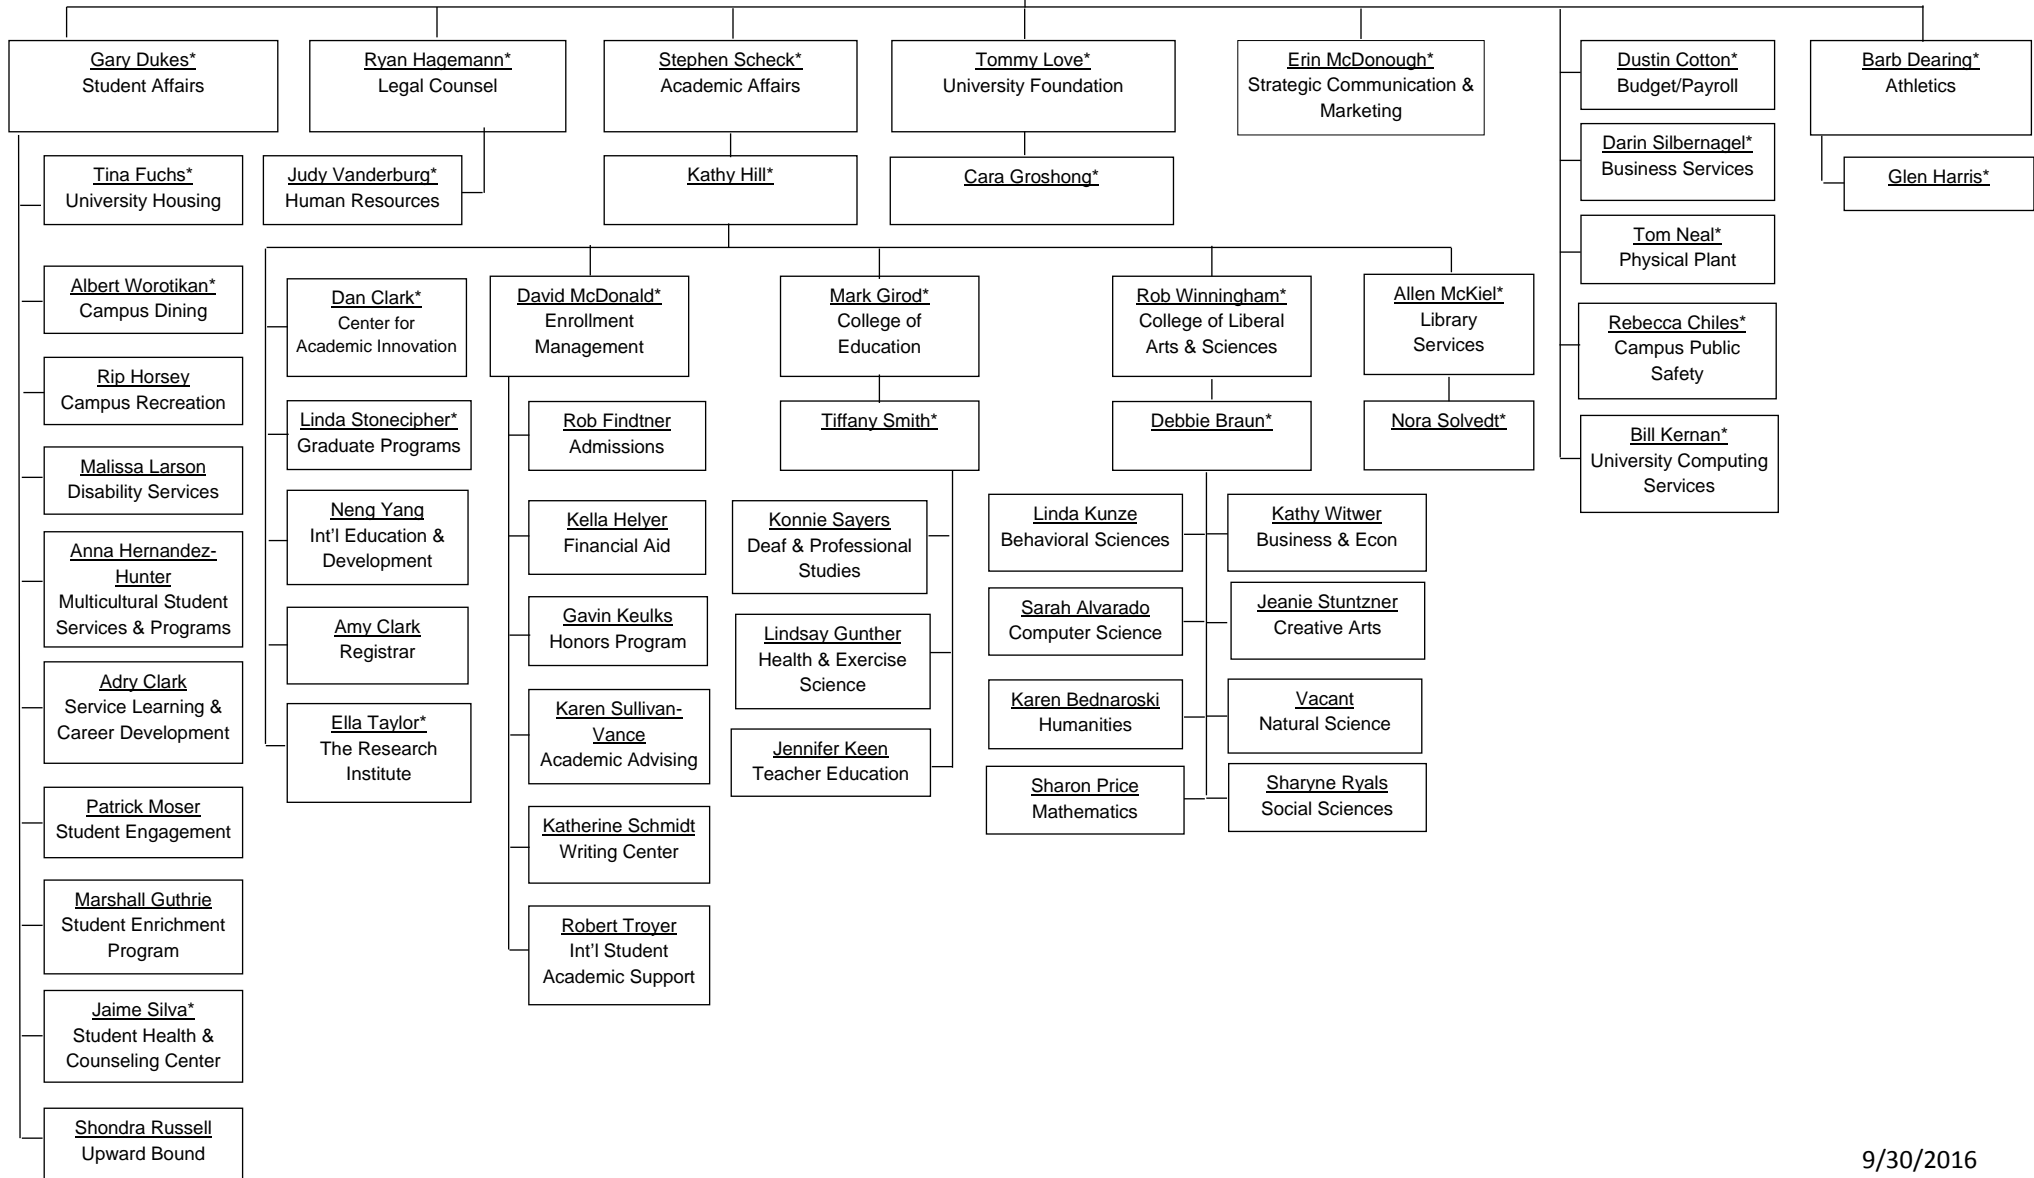 Gary Dukes*
Student Affairs
Ryan Hagemann*
Legal Counsel
Stephen Scheck*
Academic Affairs
Tommy Love*
University Foundation
Erin McDonough*
Strategic Communication &
Marketing
Dustin Cotton*
Budget/Payroll
Barb Dearing*
Athletics
Darin Silbernagel*
Business Services
Tina Fuchs*
University Housing
Judy Vanderburg*
Human Resources
Kathy Hill*
Cara Groshong*
Glen Harris*
Tom Neal*
Physical Plant
Albert Worotikan*
Campus Dining
Dan Clark*
Center for
Academic Innovation
David McDonald*
Enrollment
Management
Mark Girod*
College of
Education
Rob Winningham*
College of Liberal
Arts & Sciences
Allen McKiel*
Library
Services
Rebecca Chiles*
Campus Public
Safety
Rip Horsey
Campus Recreation
Linda Stonecipher*
Graduate Programs
Rob Findtner
Admissions
Tiffany Smith*
Debbie Braun*
Nora Solvedt*
Bill Kernan*
University Computing
Services
Malissa Larson
Disability Services
Neng Yang
Int’l Education &
Development
Kella Helyer
Financial Aid
Konnie Sayers
Deaf & Professional
Studies
Linda Kunze
Behavioral Sciences
Kathy Witwer
Business & Econ
Anna Hernandez-
Hunter
Multicultural Student
Services & Programs
Amy Clark
Registrar
Gavin Keulks
Honors Program
Lindsay Gunther
Health & Exercise
Science
Sarah Alvarado
Computer Science
Jeanie Stuntzner
Creative Arts
Adry Clark
Service Learning &
Career Development
Ella Taylor*
The Research
Institute
Karen Sullivan-
Vance
Academic Advising
Jennifer Keen
Teacher Education
Karen Bednaroski
Humanities
Vacant
Natural Science
Patrick Moser
Student Engagement
Katherine Schmidt
Writing Center
Sharon Price
Mathematics
Sharyne Ryals
Social Sciences
Marshall Guthrie
Student Enrichment
Program
Robert Troyer
Int’l Student
Academic Support
Jaime Silva*
Student Health &
Counseling Center
Shondra Russell
Upward Bound
9/30/2016